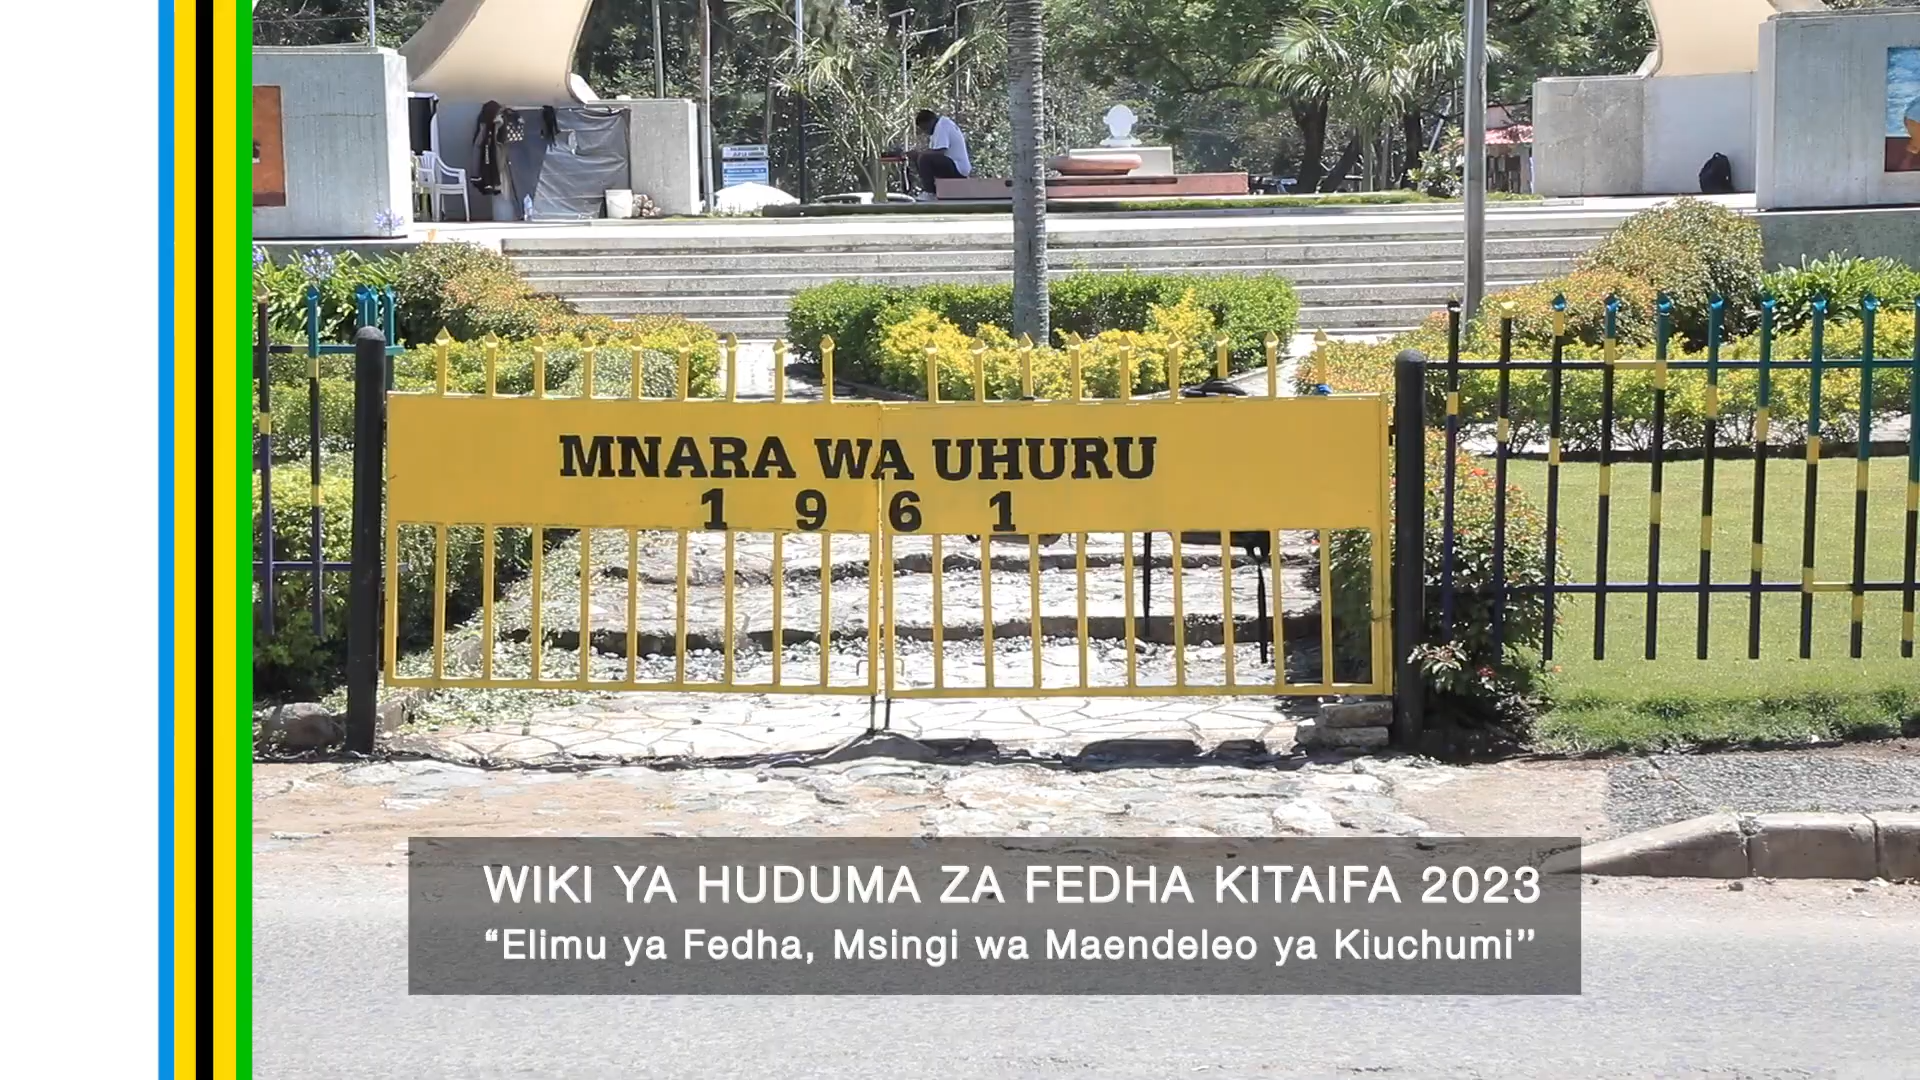 MNARA WA UHURU
1 9 6 1
WIKI YA HUDUMA ZA FEDHA KITAIFA 2023
“Elimu ya Fedha, Msingi wa Maendeleo ya Kiuchumi’’